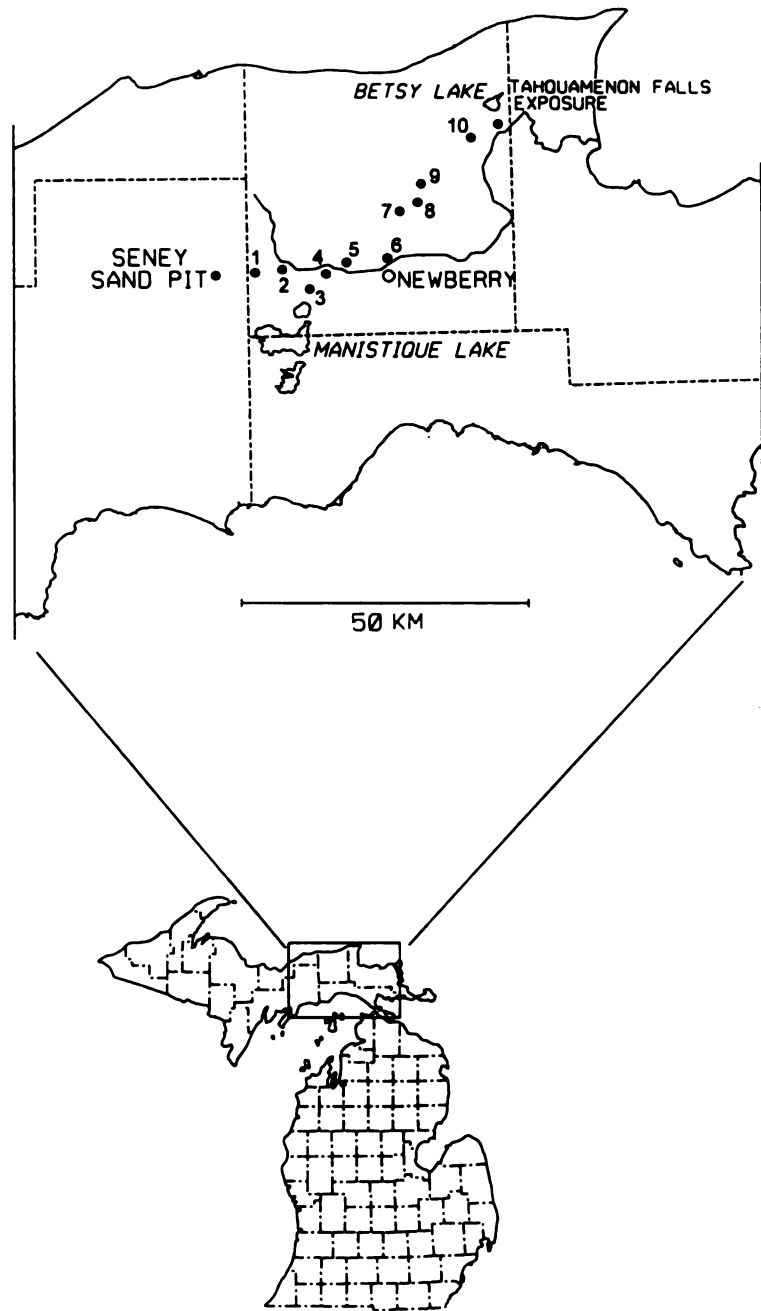 BETSY LAKE
TAHQUAMENON FALLS
EXPOSURE
10
9
7
8
SENEY
SAND PIT
1
2
4
5
6
3
NEWBERRY
MANISTIQUE LAKE
50 KM